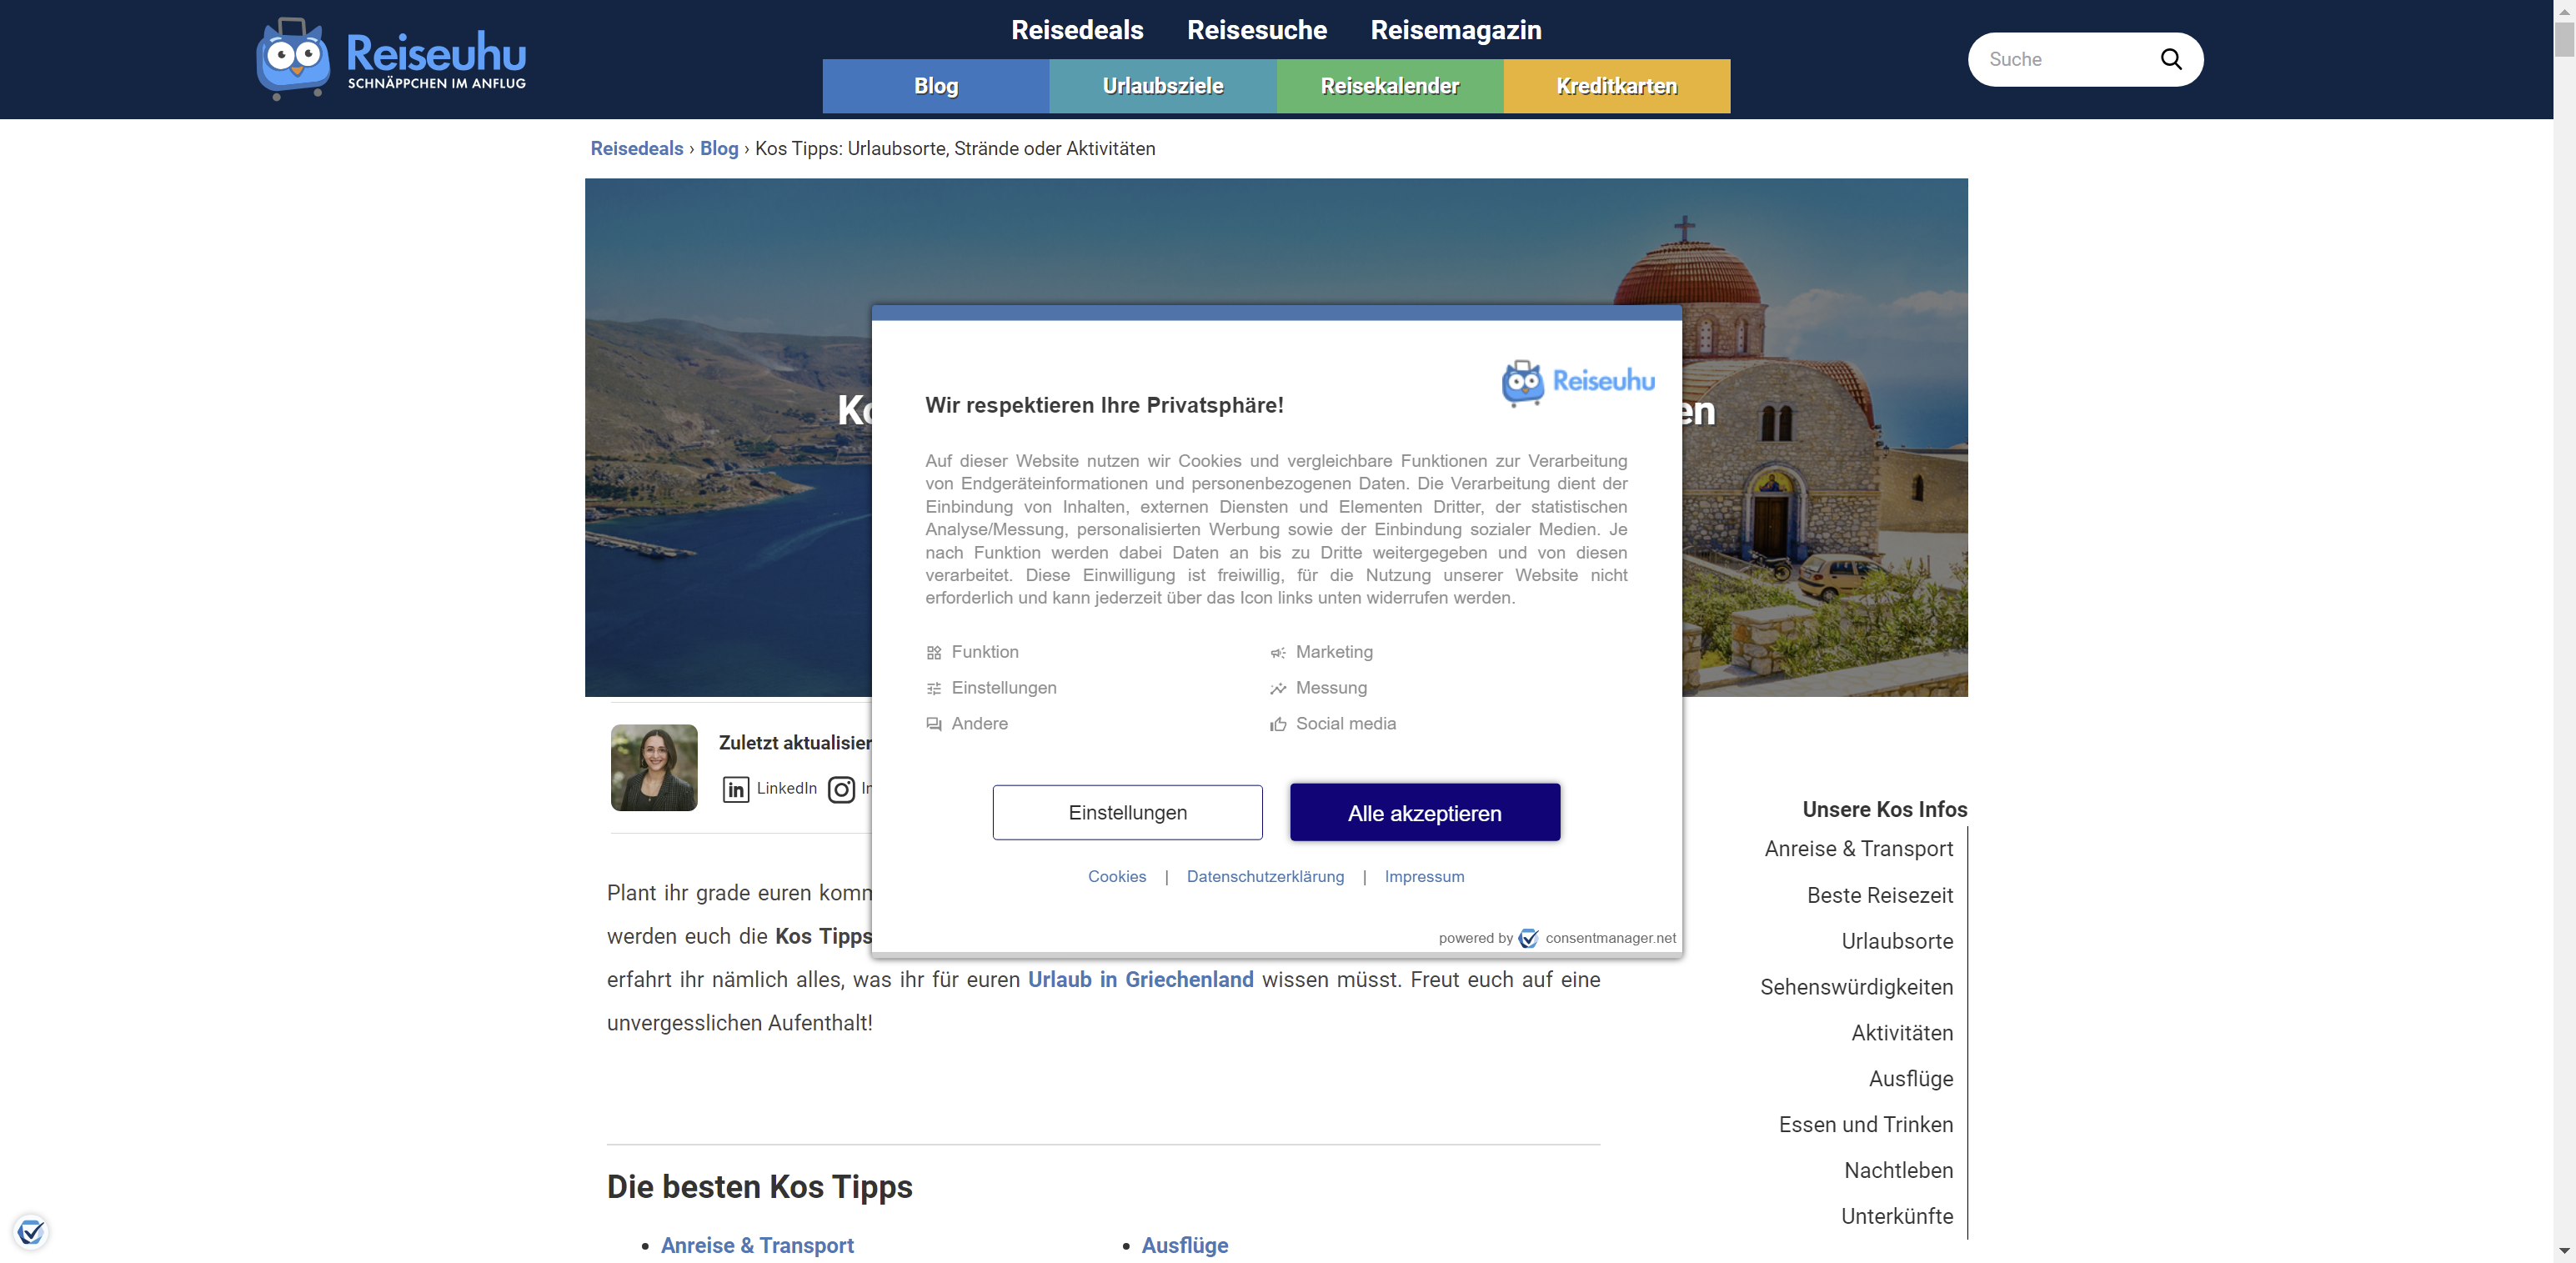 Reiseuhu
SCHNÄPPCHEN IM ANFLUG
Reisedeals Reisesuche Reisemagazin
Blog Urlaubsziele Reisekalender Kreditkarten
Suche
Reisedeals › Blog › Kos Tipps: Urlaubsorte, Strände oder Aktivitäten
Reiseuhu
Wir respektieren Ihre Privatsphäre!
Auf dieser Website nutzen wir Cookies und vergleichbare Funktionen zur Verarbeitung
von Endgeräteinformationen und personenbezogenen Daten. Die Verarbeitung dient der
Einbindung von Inhalten, externen Diensten und Elementen Dritter, der statistischen
Analyse/Messung, personalisierten Werbung sowie der Einbindung sozialer Medien. Je
nach Funktion werden dabei Daten an bis zu Dritte weitergegeben und von diesen
verarbeitet. Diese Einwilligung ist freiwillig, für die Nutzung unserer Website nicht
erforderlich und kann jederzeit über das Icon links unten widerrufen werden.
Funktion Marketing
Einstellungen Messung
Andere Social media
Einstellungen Alle akzeptieren
Cookies | Datenschutzerklärung | Impressum
powered by consentmanager.net
Zuletzt aktualisier
LinkedIn
Plant ihr grade euren komm
werden euch die Kos Tipps
erfahrt ihr nämlich alles, was ihr für euren Urlaub in Griechenland wissen müsst. Freut euch auf eine
unvergesslichen Aufenthalt!
Die besten Kos Tipps
• Anreise & Transport
• Ausflüge
Unsere Kos Infos
Anreise & Transport
Beste Reisezeit
Urlaubsorte
Sehenswürdigkeiten
Aktivitäten
Ausflüge
Essen und Trinken
Nachtleben
Unterkünfte